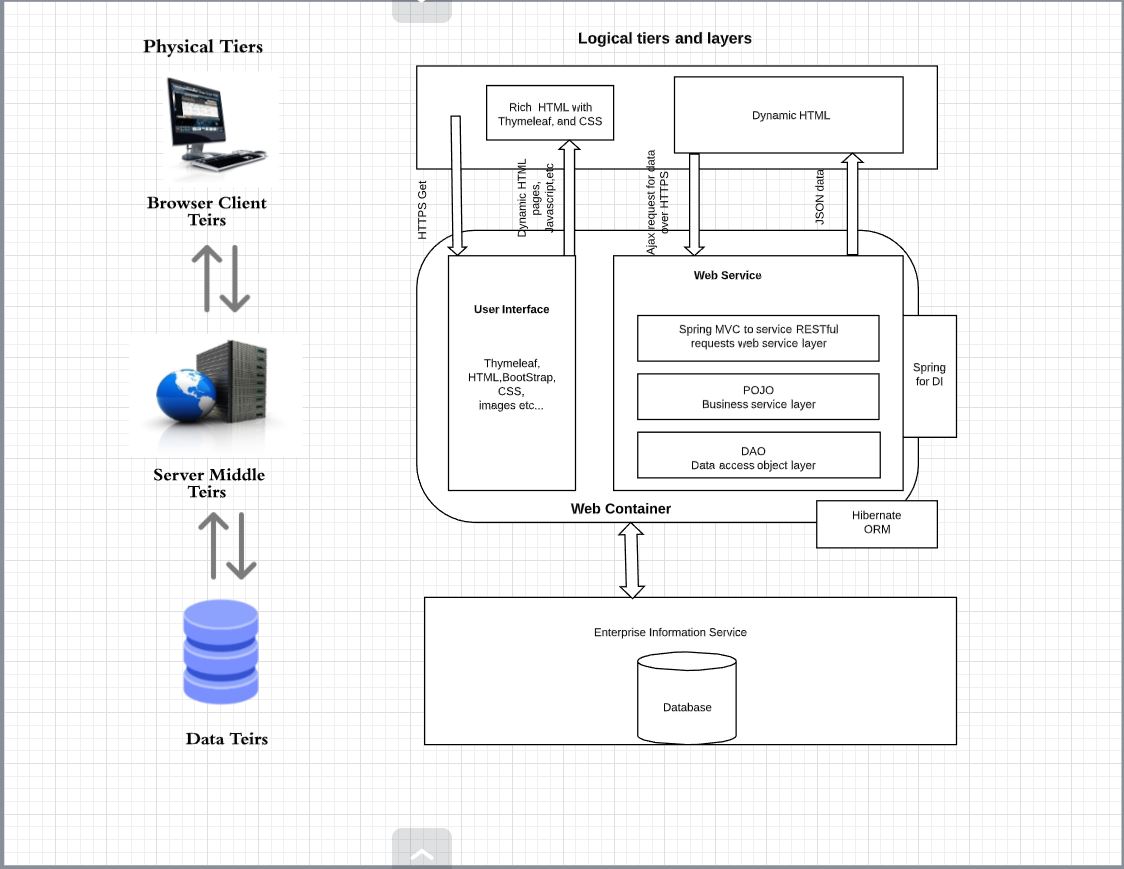 Physical Tiers
Browser Client
Teirs
Server Middle
Teirs
Data Teirs
Logical tiers and layers
Rich HTML with
Thymeleaf, and CSS
Dynamic HTML
HTTPS Get
Dynamic HTML
pages,
Javascript,etc
Ajax request for data
over HTTPS
JSON data
User Interface
Thymeleaf,
HTML,BootStrap,
CSS,
images etc...
Web Service
Spring MVC to service RESTful
requests web service layer
POJO
Business service layer
DAO
Data access object layer
Spring
for DI
Web Container
Hibernate
ORM
Enterprise Information Service
Database